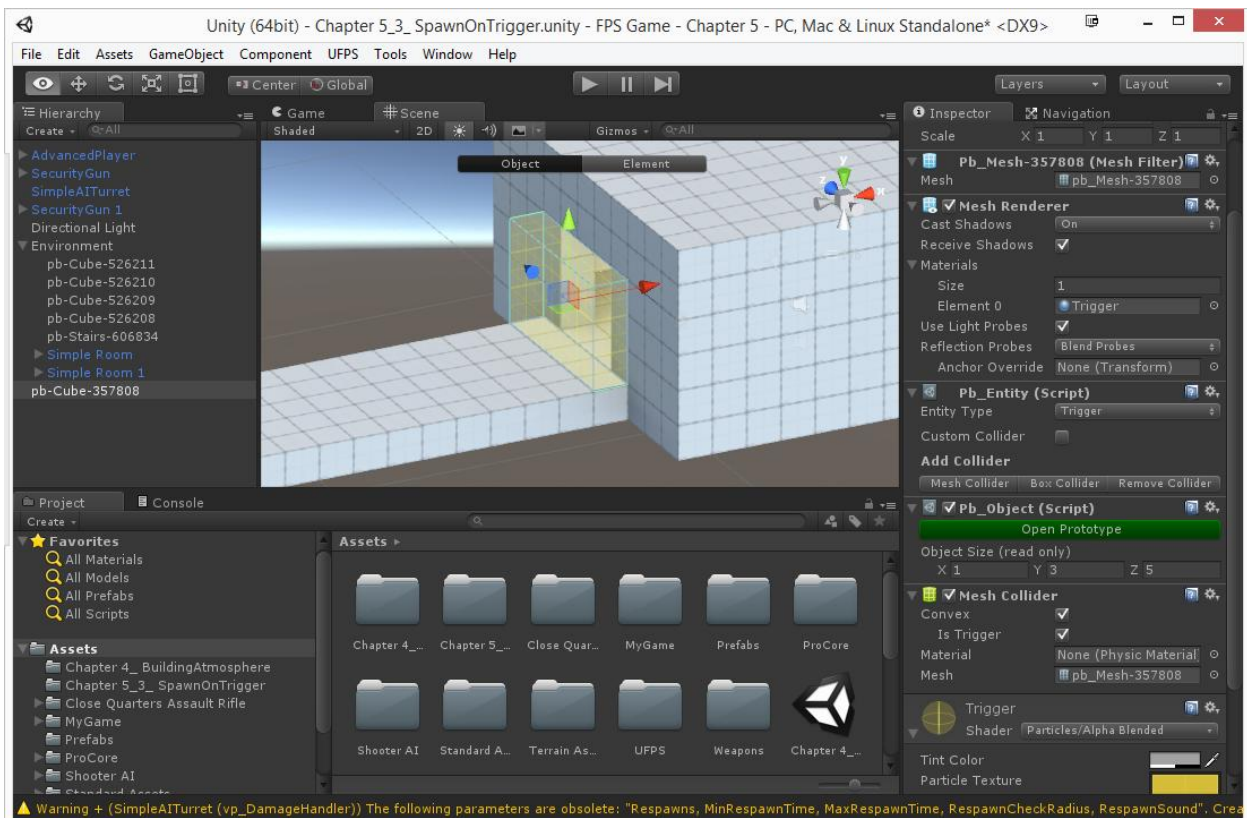 Unity (64bit) - Chapter 5_3_ SpawnOnTrigger.unity - FPS Game - Chapter 5 - PC, Mac & Linux Standalone* <DX9>
File Edit Assets GameObject Component UFPS Tools Window Help
Center Global
Layers Layout
Hierarchy
Create Q▾All
AdvancedPlayer
SecurityGun
SimpleAITurret
SecurityGun 1
Directional Light
Environment
pb-Cube-526211
pb-Cube-526210
pb-Cube-526209
pb-Cube-526208
pb-Stairs-606834
Simple Room
Simple Room 1
pb-Cube-357808
Game Scene
Shaded 2D Gizmos Q▾All
Object Element
y
z x
Inspector Navigation
Scale X 1 Y 1 Z 1
Pb_Mesh-357808 (Mesh Filter)
Mesh pb_Mesh-357808
Mesh Renderer
Cast Shadows On
Receive Shadows
Materials
Size 1
Element 0 Trigger
Use Light Probes
Reflection Probes Blend Probes
Anchor Override None (Transform)
Pb_Entity (Script)
Entity Type Trigger
Custom Collider
Add Collider
Mesh Collider Box Collider Remove Collider
Pb_Object (Script)
Open Prototype
Object Size (read only)
X 1 Y 3 Z 5
Mesh Collider
Convex
Is Trigger
Material None (Physic Material
Mesh pb_Mesh-357808
Trigger
Shader Particles/Alpha Blended
Tint Color
Particle Texture
Project Console
Create
Favorites
All Materials
All Models
All Prefabs
All Scripts
Assets
Chapter 4_ BuildingAtmosphere
Chapter 5_3_ SpawnOnTrigger
Close Quarters Assault Rifle
MyGame
Prefabs
ProCore
Shooter AI
Standard Assets
Assets
Chapter 4_... Chapter 5_... Close Quar... MyGame Prefabs ProCore
Shooter AI Standard A... Terrain As... UFPS Weapons Chapter 4_...
Warning + (SimpleAITurret (vp_DamageHandler)) The following parameters are obsolete: "Respawns, MinRespawnTime, MaxRespawnTime, RespawnCheckRadius, RespawnSound". Crea